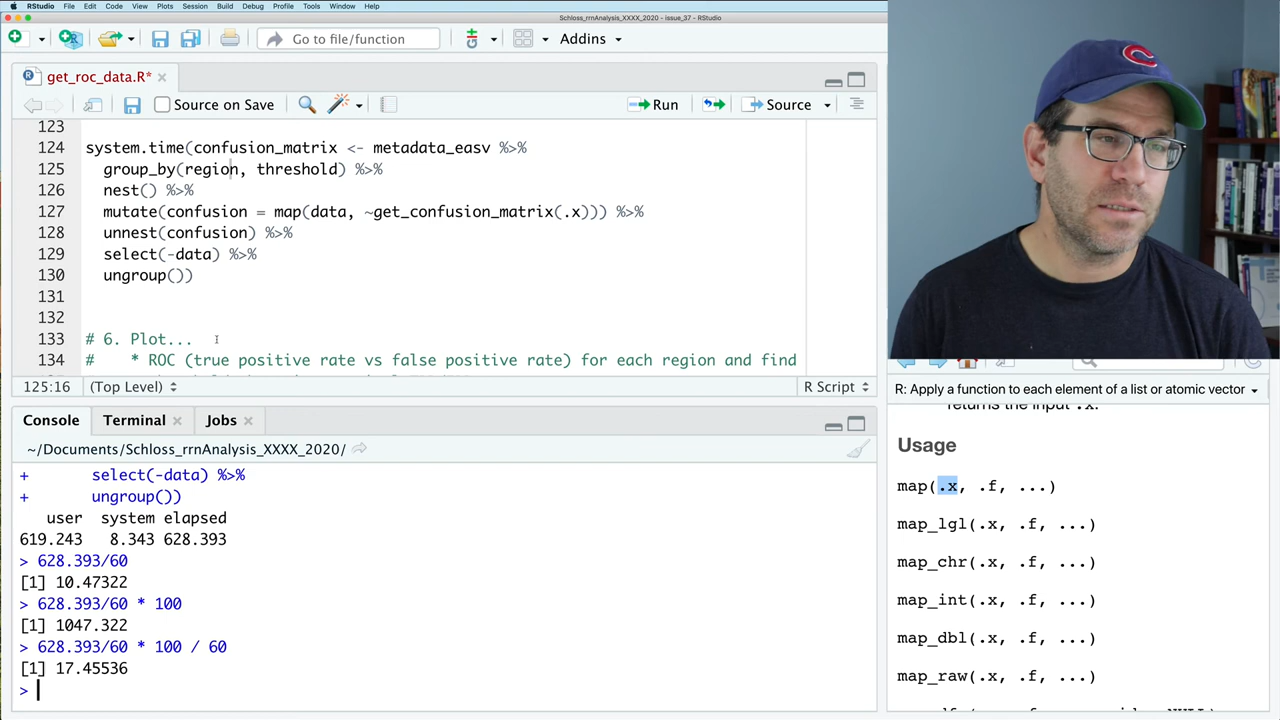 RStudio File Edit Code View Plots Session Build Debug Profile Tools Window Help
Schloss_rrnAnalysis_XXXX_2020 - issue_37 - RStudio
Go to file/function Addins
get_roc_data.R*
Source on Save Run Source
123
124 system.time(confusion_matrix <- metadata_easv %>%
125 group_by(region, threshold) %>%
126 nest() %>%
127 mutate(confusion = map(data, ~get_confusion_matrix(.x))) %>%
128 unnest(confusion) %>%
129 select(-data) %>%
130 ungroup())
131
132
133 # 6. Plot...
134 # * ROC (true positive rate vs false positive rate) for each region and find
125:16 (Top Level) R Script
Console Terminal Jobs
~/Documents/Schloss_rrnAnalysis_XXXX_2020/
+ select(-data) %>%
+ ungroup())
user system elapsed
619.243 8.343 628.393
> 628.393/60
[1] 10.47322
> 628.393/60 * 100
[1] 1047.322
> 628.393/60 * 100 / 60
[1] 17.45536
>
C
R: Apply a function to each element of a list or atomic vector
returns the input .x.
Usage
map(.x, .f, ...)
map_lgl(.x, .f, ...)
map_chr(.x, .f, ...)
map_int(.x, .f, ...)
map_dbl(.x, .f, ...)
map_raw(.x, .f, ...)